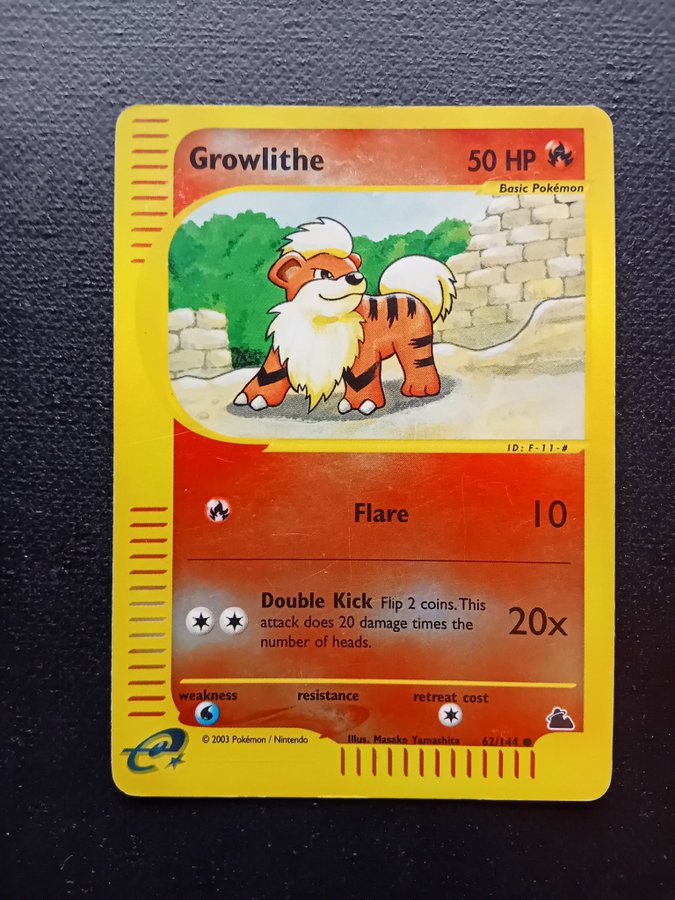 Growlithe 50 HP
Basic Pokémon
ID: F-11-#
Flare 10
Double Kick Flip 2 coins. This
attack does 20 damage times the
number of heads.
20x
weakness resistance retreat cost
© 2003 Pokémon / Nintendo Illus. Masako Yamashita 62/144
e